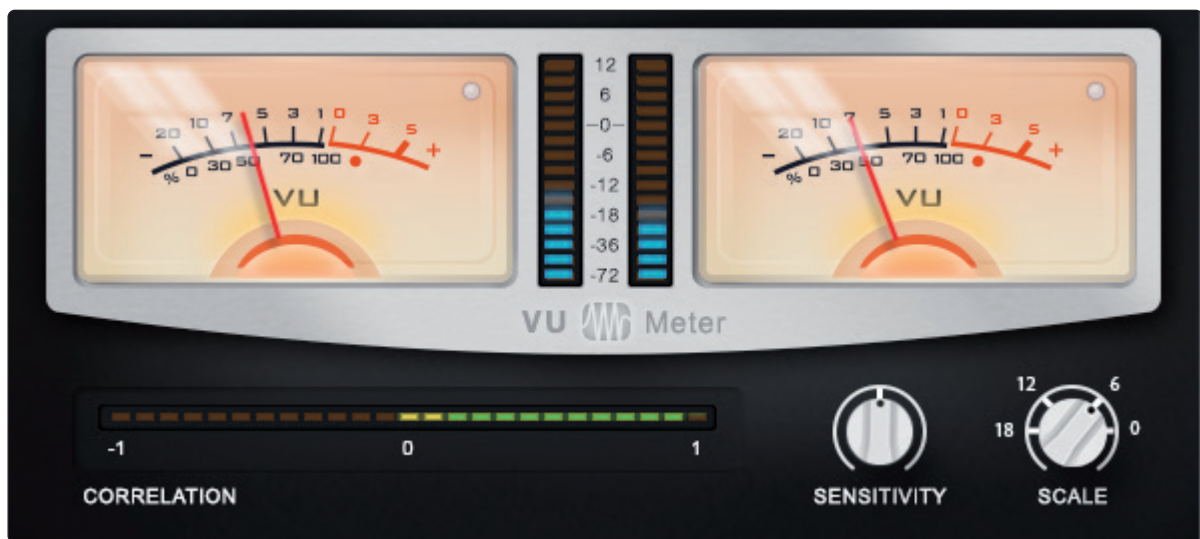 - 20 10 7 5 3 1 0 3 5 +
% 0 30 50 70 100
VU
12
6
0
-6
-12
-18
-36
-72
- 20 10 7 5 3 1 0 3 5 +
% 0 30 50 70 100
VU
VU Meter
-1 0 1
CORRELATION
SENSITIVITY
12 6
18 0
SCALE